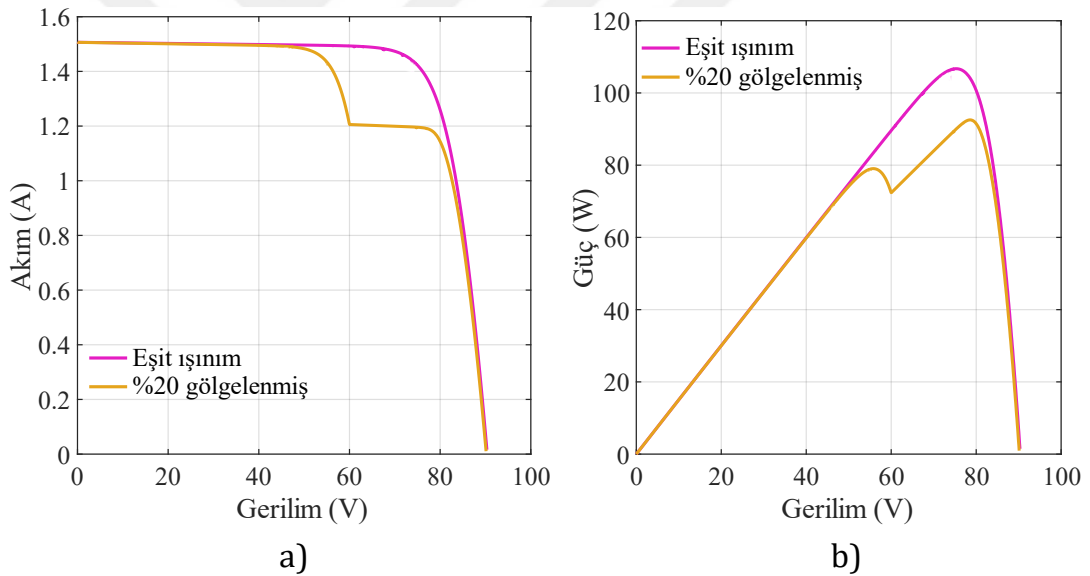 1.6
1.4
1.2
1
0.8
0.6
0.4
0.2
0
0 20 40 60 80 100
Akım (A)
Gerilim (V)
Eşit ışınım
%20 gölgelenmiş
a)
120
100
80
60
40
20
0
0 20 40 60 80 100
Güç (W)
Gerilim (V)
Eşit ışınım
%20 gölgelenmiş
b)